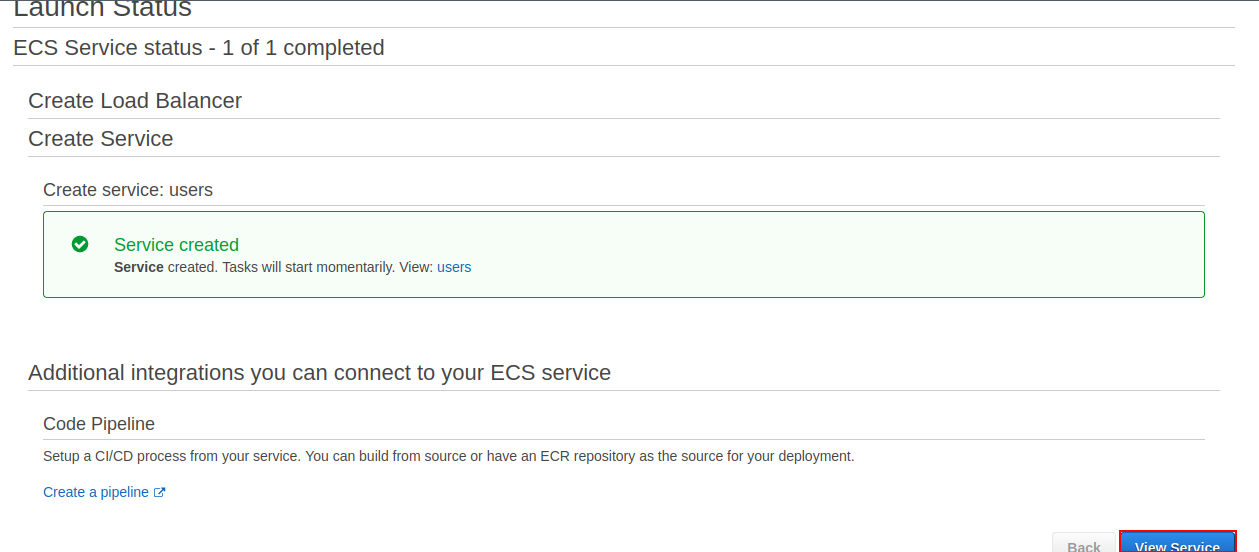 Launch Status
ECS Service status - 1 of 1 completed
Create Load Balancer
Create Service
Create service: users
Service created
Service created. Tasks will start momentarily. View: users
Additional integrations you can connect to your ECS service
Code Pipeline
Setup a CI/CD process from your service. You can build from source or have an ECR repository as the source for your deployment.
Create a pipeline
Back View Service